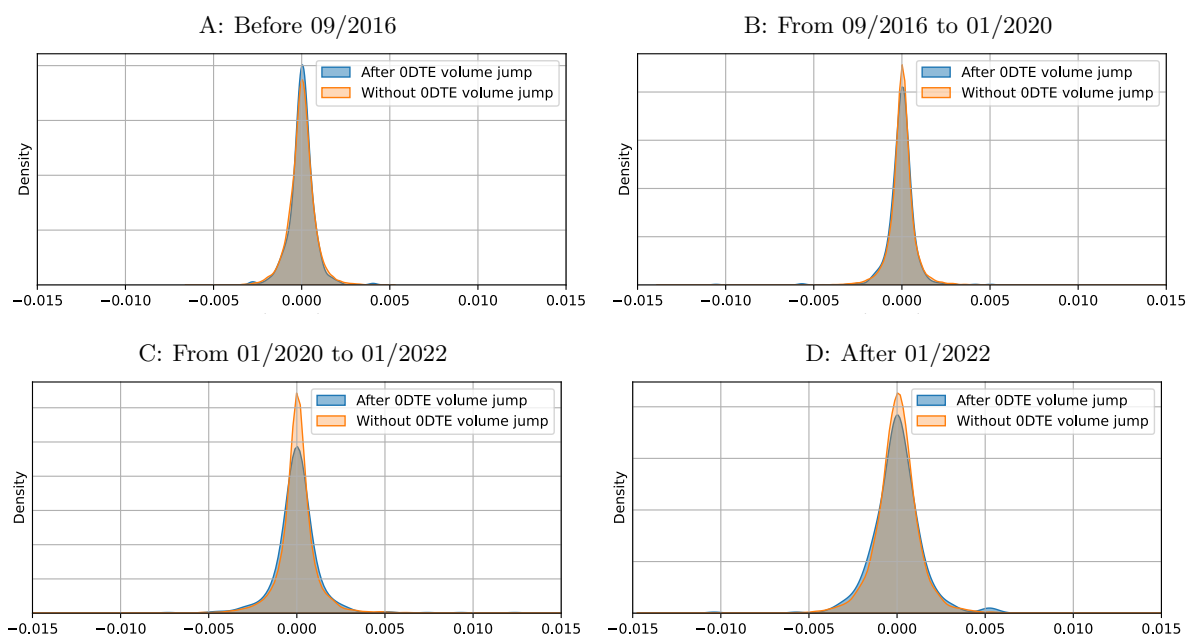 A: Before 09/2016
After 0DTE volume jump
Without 0DTE volume jump
Density
−0.015 −0.010 −0.005 0.000 0.005 0.010 0.015
B: From 09/2016 to 01/2020
After 0DTE volume jump
Without 0DTE volume jump
Density
−0.015 −0.010 −0.005 0.000 0.005 0.010 0.015
C: From 01/2020 to 01/2022
After 0DTE volume jump
Without 0DTE volume jump
Density
−0.015 −0.010 −0.005 0.000 0.005 0.010 0.015
D: After 01/2022
After 0DTE volume jump
Without 0DTE volume jump
Density
−0.015 −0.010 −0.005 0.000 0.005 0.010 0.015